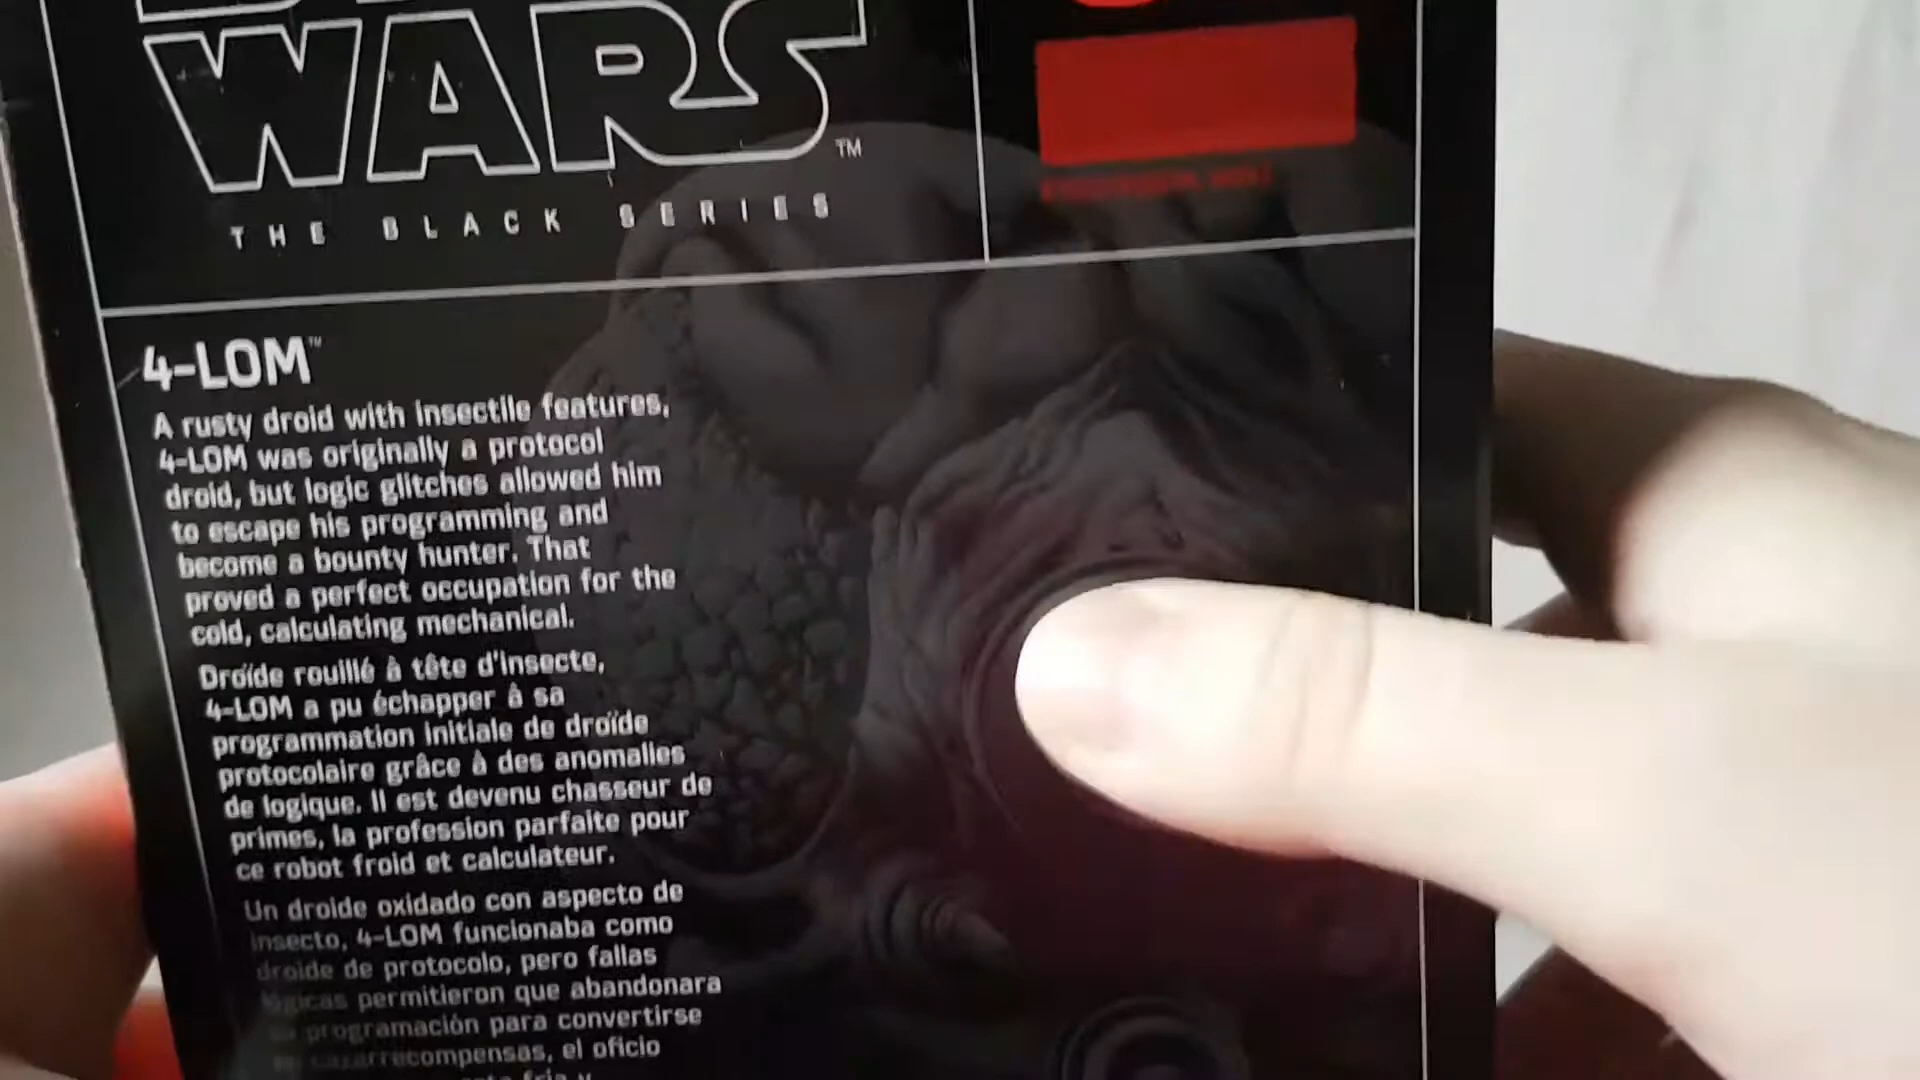 WARS™
THE BLACK SERIES
4-LOM™
A rusty droid with insectile features,
4-LOM was originally a protocol
droid, but logic glitches allowed him
to escape his programming and
become a bounty hunter. That
proved a perfect occupation for the
cold, calculating mechanical.
Droïde rouillé à tête d'insecte,
4-LOM a pu échapper à sa
programmation initiale de droïde
protocolaire grâce à des anomalies
de logique. Il est devenu chasseur de
primes, la profession parfaite pour
ce robot froid et calculateur.
Un droide oxidado con aspecto de
insecto, 4-LOM funcionaba como
droide de protocolo, pero fallas
lógicas permitieron que abandonara
programación para convertirse
cazarrecompensas, el oficio
fría y